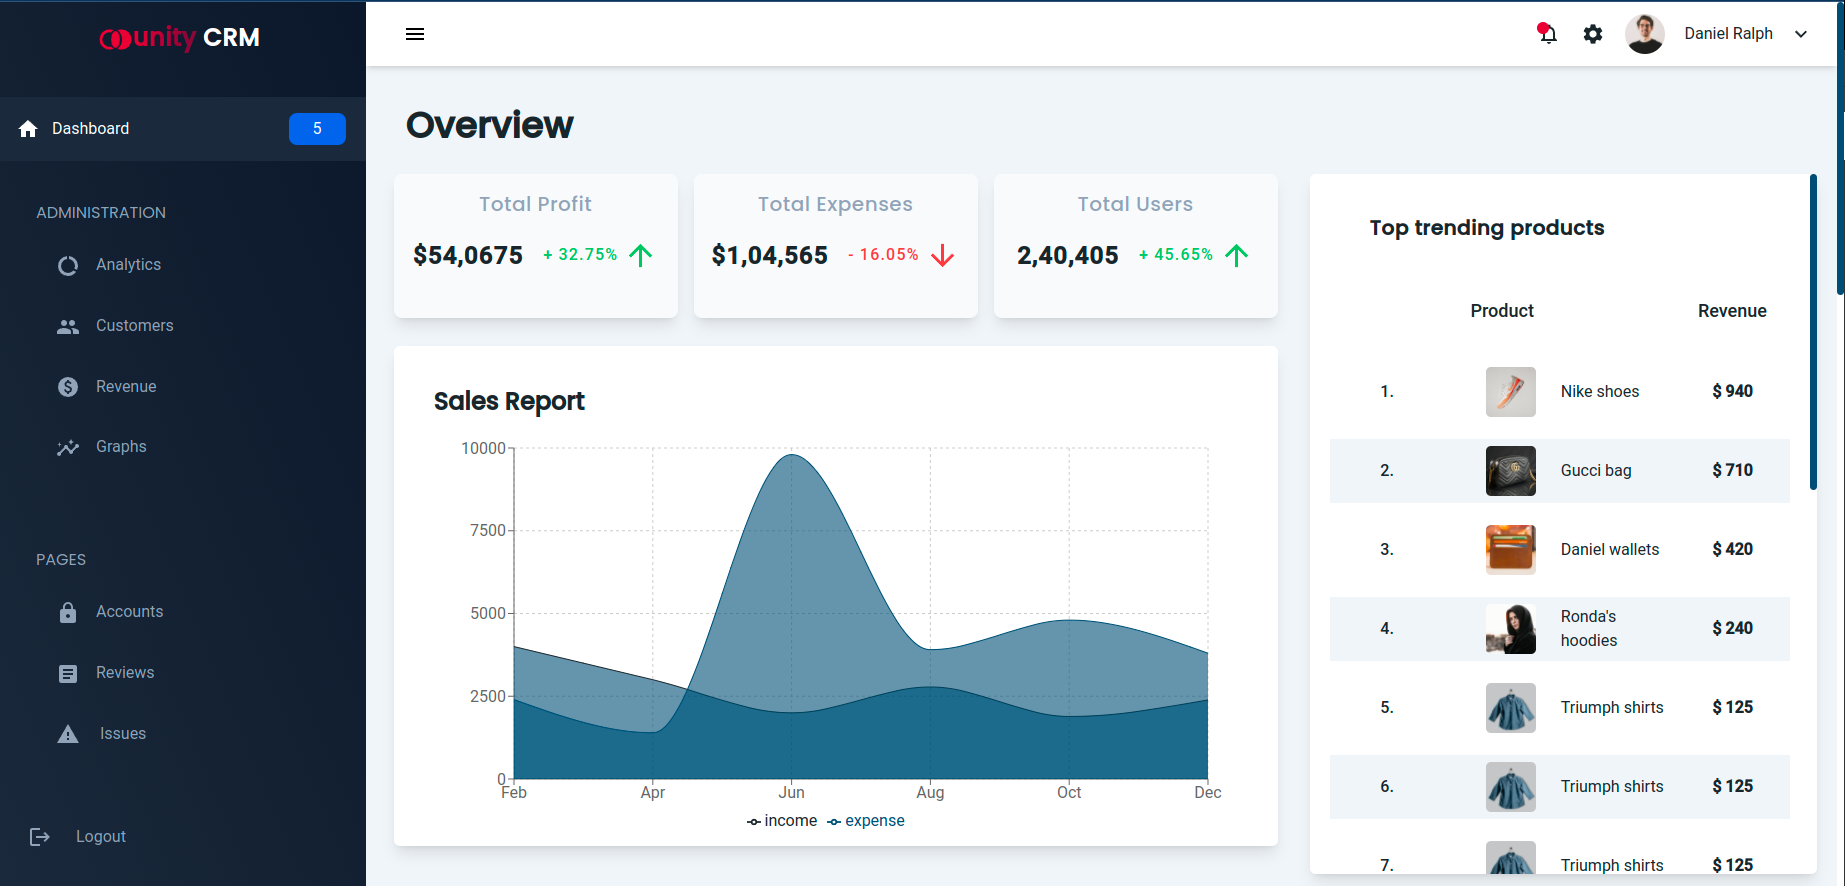 unity CRM
Daniel Ralph
Dashboard
5
ADMINISTRATION
Analytics
Customers
Revenue
Graphs
PAGES
Accounts
Reviews
Issues
Logout
Overview
Total Profit
$54,0675 + 32.75%
Total Expenses
$1,04,565 - 16.05%
Total Users
2,40,405 + 45.65%
Sales Report
10000
7500
5000
2500
0
Feb Apr Jun Aug Oct Dec
income expense
Top trending products
Product Revenue
1. Nike shoes $ 940
2. Gucci bag $ 710
3. Daniel wallets $ 420
4. Ronda's
hoodies $ 240
5. Triumph shirts $ 125
6. Triumph shirts $ 125
7. Triumph shirts $ 125